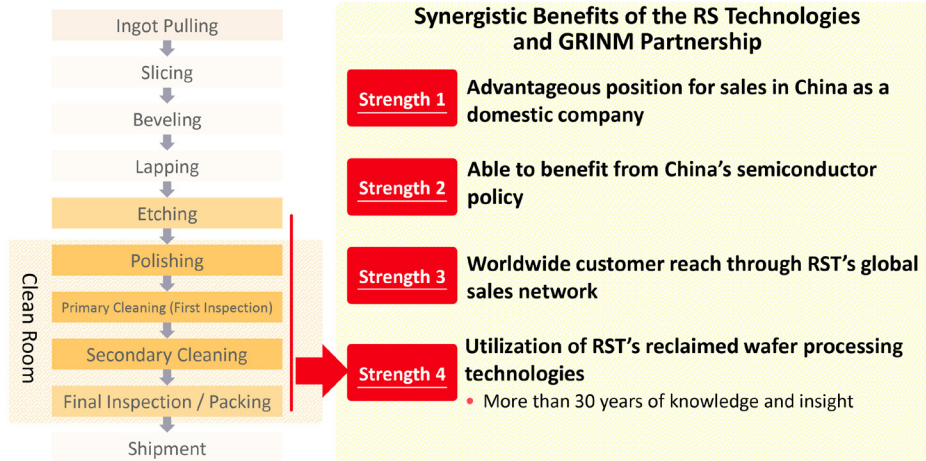 Ingot Pulling
Slicing
Beveling
Lapping
Etching
Polishing
Primary Cleaning (First Inspection)
Secondary Cleaning
Final Inspection / Packing
Shipment
Clean Room
Synergistic Benefits of the RS Technologies
and GRINM Partnership
Strength 1
Advantageous position for sales in China as a
domestic company
Strength 2
Able to benefit from China’s semiconductor
policy
Strength 3
Worldwide customer reach through RST’s global
sales network
Strength 4
Utilization of RST’s reclaimed wafer processing
technologies
• More than 30 years of knowledge and insight